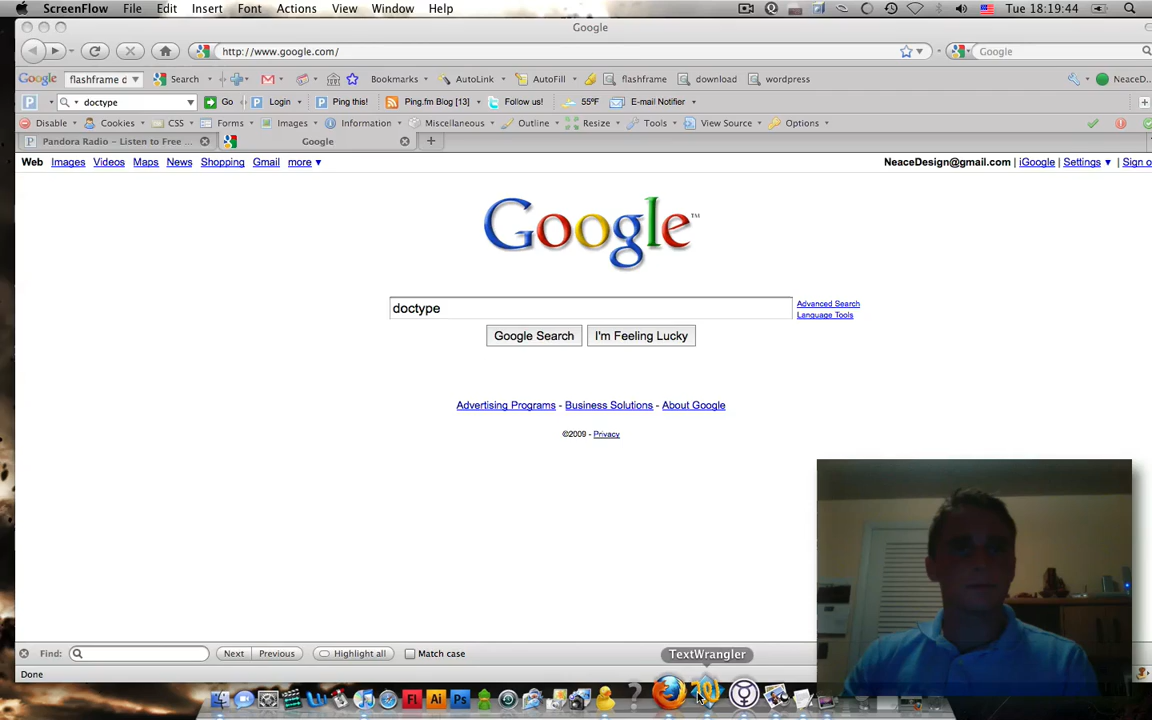 ScreenFlow File Edit Insert Font Actions View Window Help Tue 18:19:44
Google
http://www.google.com/ Google
Google flashframe d Search Bookmarks AutoLink AutoFill flashframe download wordpress NeaceD...
doctype Go Login Ping this! Ping.fm Blog [13] Follow us! 55°F E-mail Notifier
Disable Cookies CSS Forms Images Information Miscellaneous Outline Resize Tools View Source Options
Pandora Radio – Listen to Free ... Google
Web Images Videos Maps News Shopping Gmail more NeaceDesign@gmail.com | iGoogle | Settings | Sign o
Google™
doctype
Advanced Search
Language Tools
Google Search I'm Feeling Lucky
Advertising Programs - Business Solutions - About Google
©2009 - Privacy
Find: Next Previous Highlight all Match case
TextWrangler
Done
Fl Ai Ps